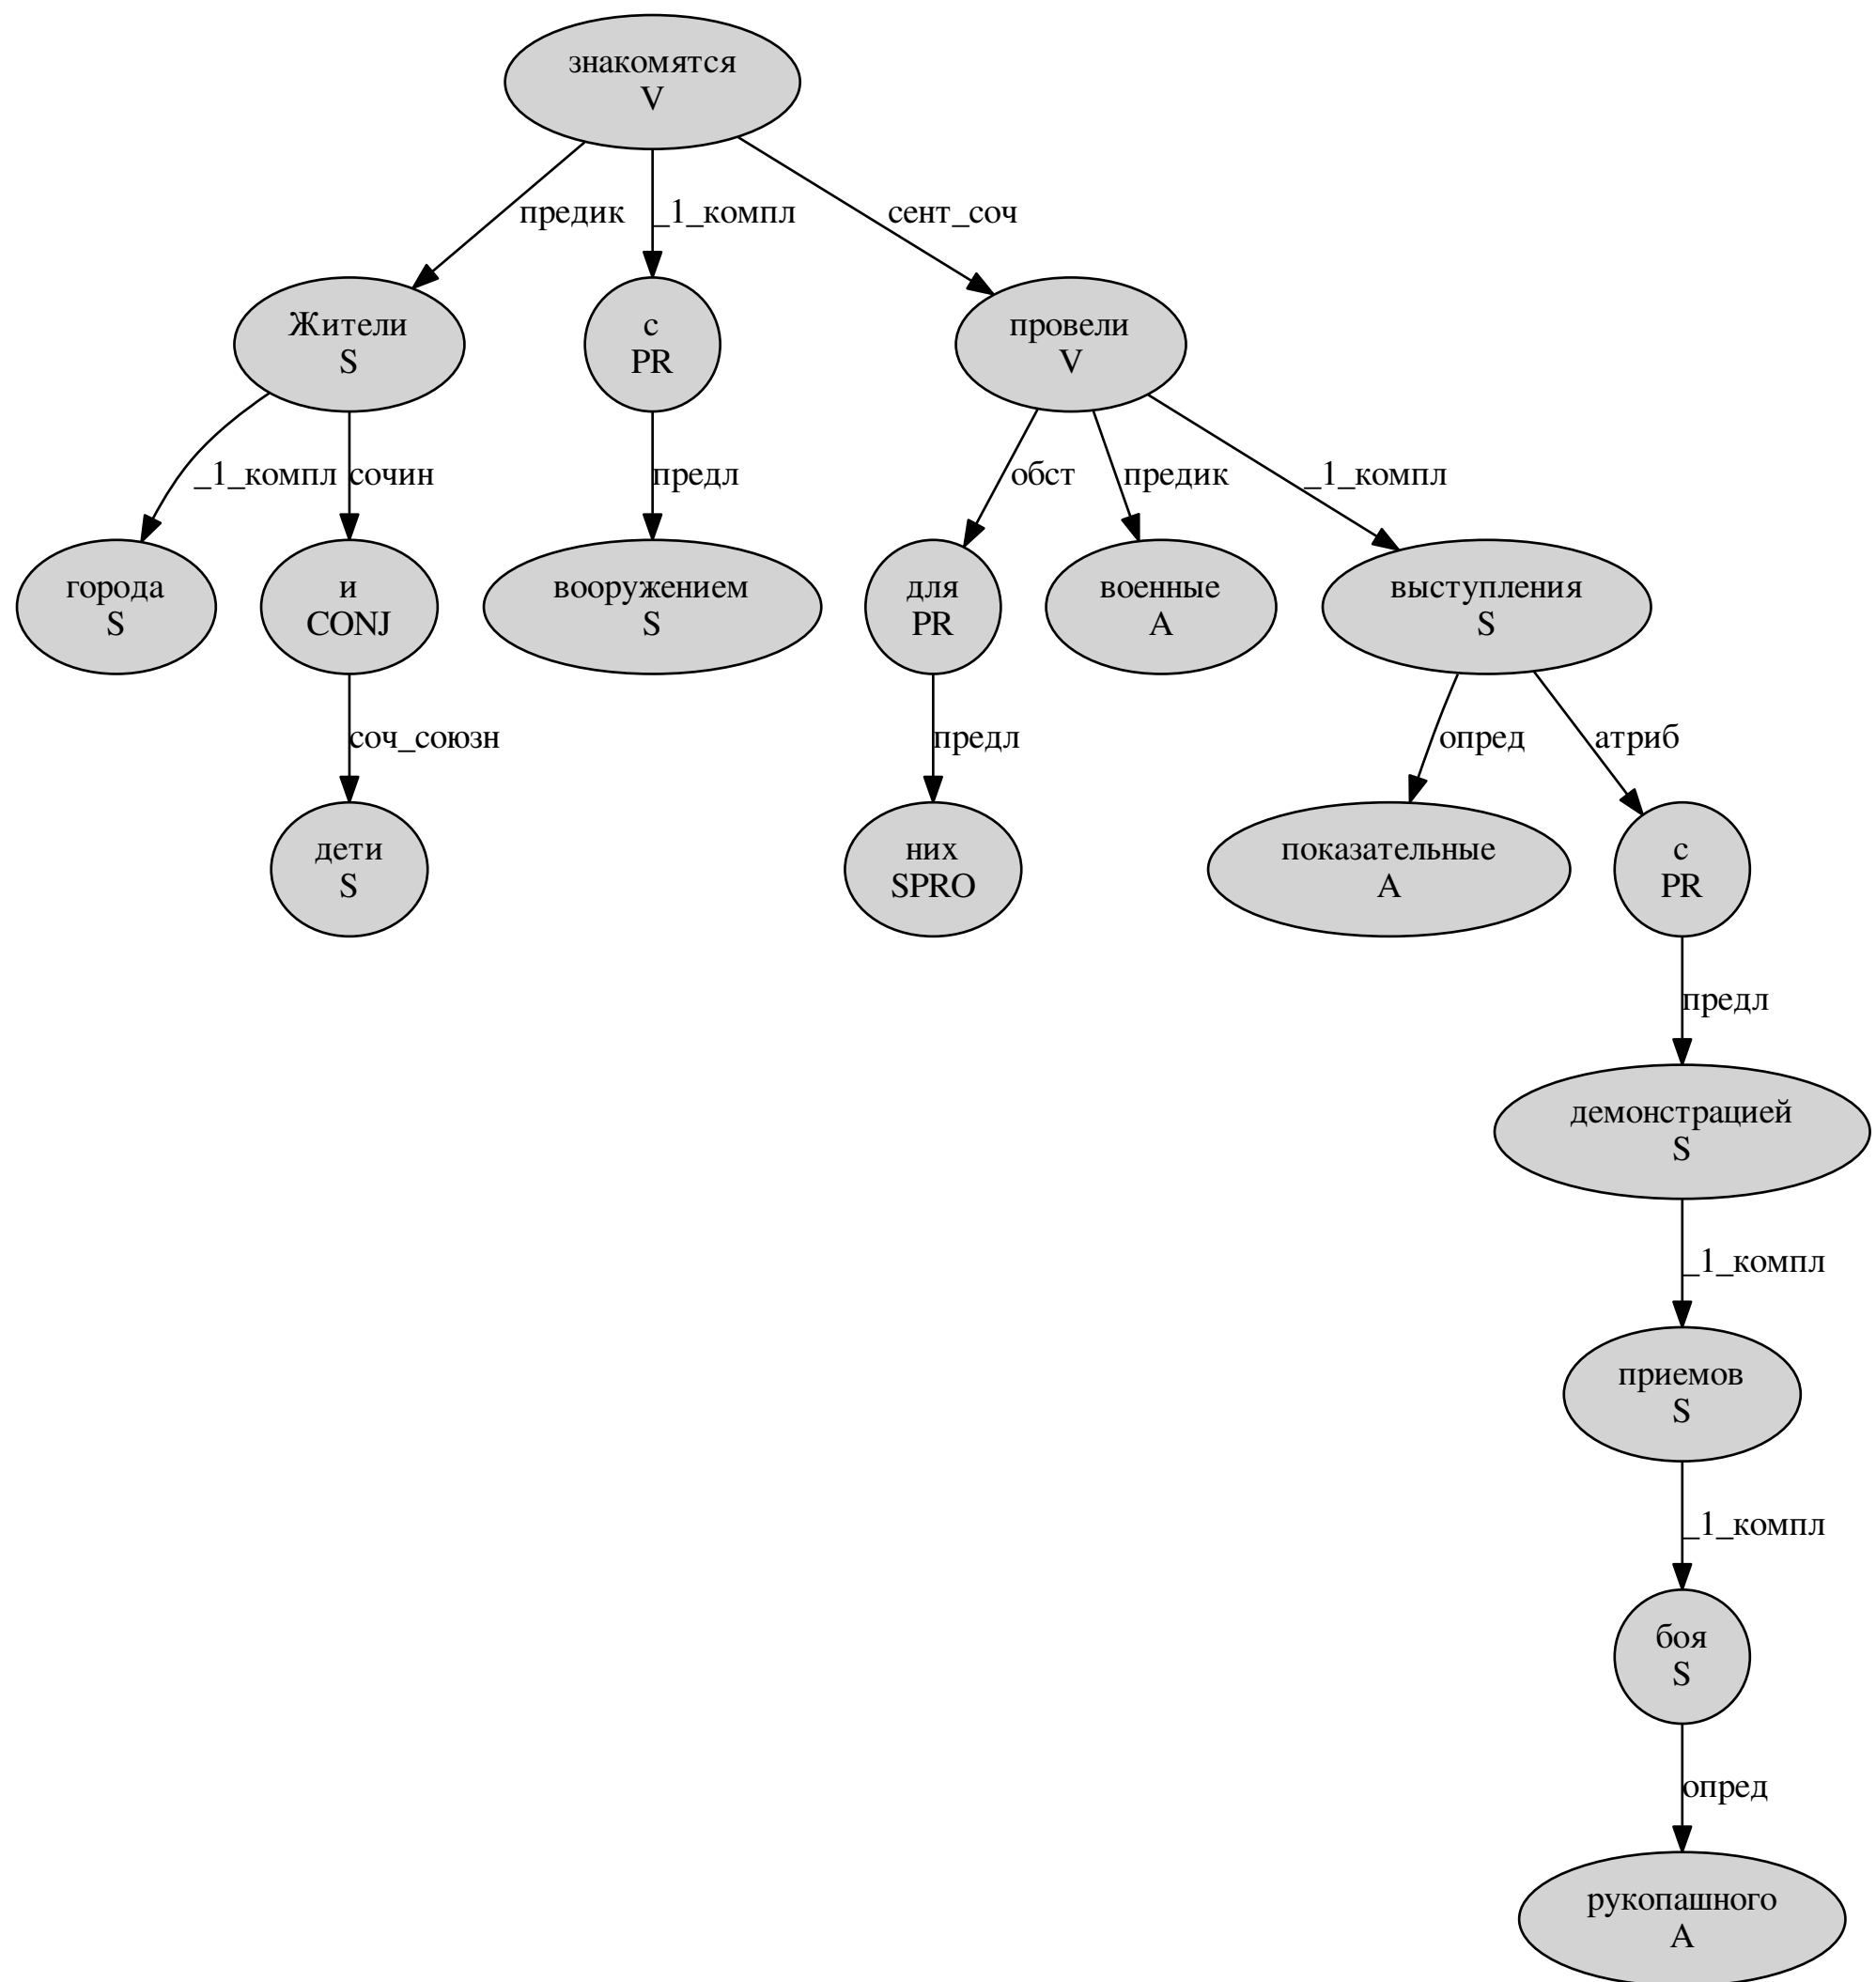 знакомятся
V
предик
_1_компл
сент_соч
Жители
S
с
PR
провели
V
_1_компл
сочин
предл
обст
предик
_1_компл
города
S
и
CONJ
вооружением
S
для
PR
военные
A
выступления
S
соч_союзн
предл
опред
атриб
дети
S
них
SPRO
показательные
A
с
PR
предл
демонстрацией
S
_1_компл
приемов
S
_1_компл
боя
S
опред
рукопашного
A